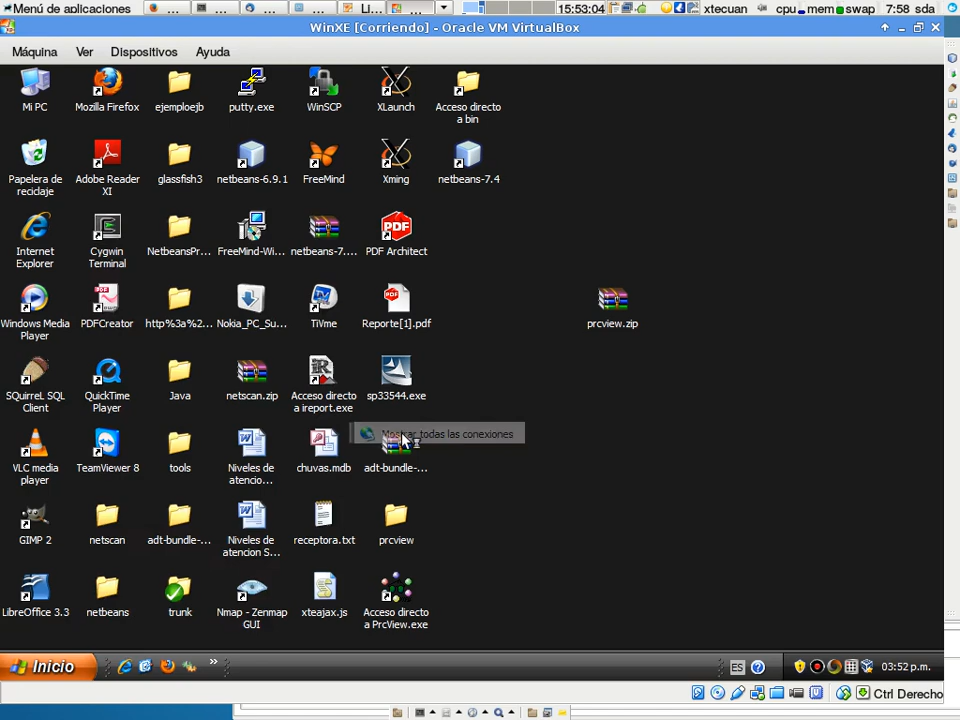 Menú de aplicaciones
Li...
15:53:04
xtecuan
cpu
mem
swap
7:58
sda
WinXE [Corriendo] - Oracle VM VirtualBox
Máquina Ver Dispositivos Ayuda
Mi PC
Mozilla Firefox
ejemploejb
putty.exe
WinSCP
XLaunch
Acceso directo
a bin
Papelera de
reciclaje
Adobe Reader
XI
glassfish3
netbeans-6.9.1
FreeMind
Xming
netbeans-7.4
Internet
Explorer
Cygwin
Terminal
NetbeansPr...
FreeMind-Wi...
netbeans-7....
PDF Architect
Windows Media
Player
PDFCreator
http%3a%2...
Nokia_PC_Su...
TiVme
Reporte[1].pdf
prcview.zip
SQuirreL SQL
Client
QuickTime
Player
Java
netscan.zip
Acceso directo
a ireport.exe
sp33544.exe
Mostrar todas las conexiones
VLC media
player
TeamViewer 8
tools
Niveles de
atencio...
chuvas.mdb
adt-bundle-...
GIMP 2
netscan
adt-bundle-...
Niveles de
atencion S...
receptora.txt
prcview
LibreOffice 3.3
netbeans
trunk
Nmap - Zenmap
GUI
xteajax.js
Acceso directo
a PrcView.exe
Inicio
ES
03:52 p.m.
Ctrl Derecho